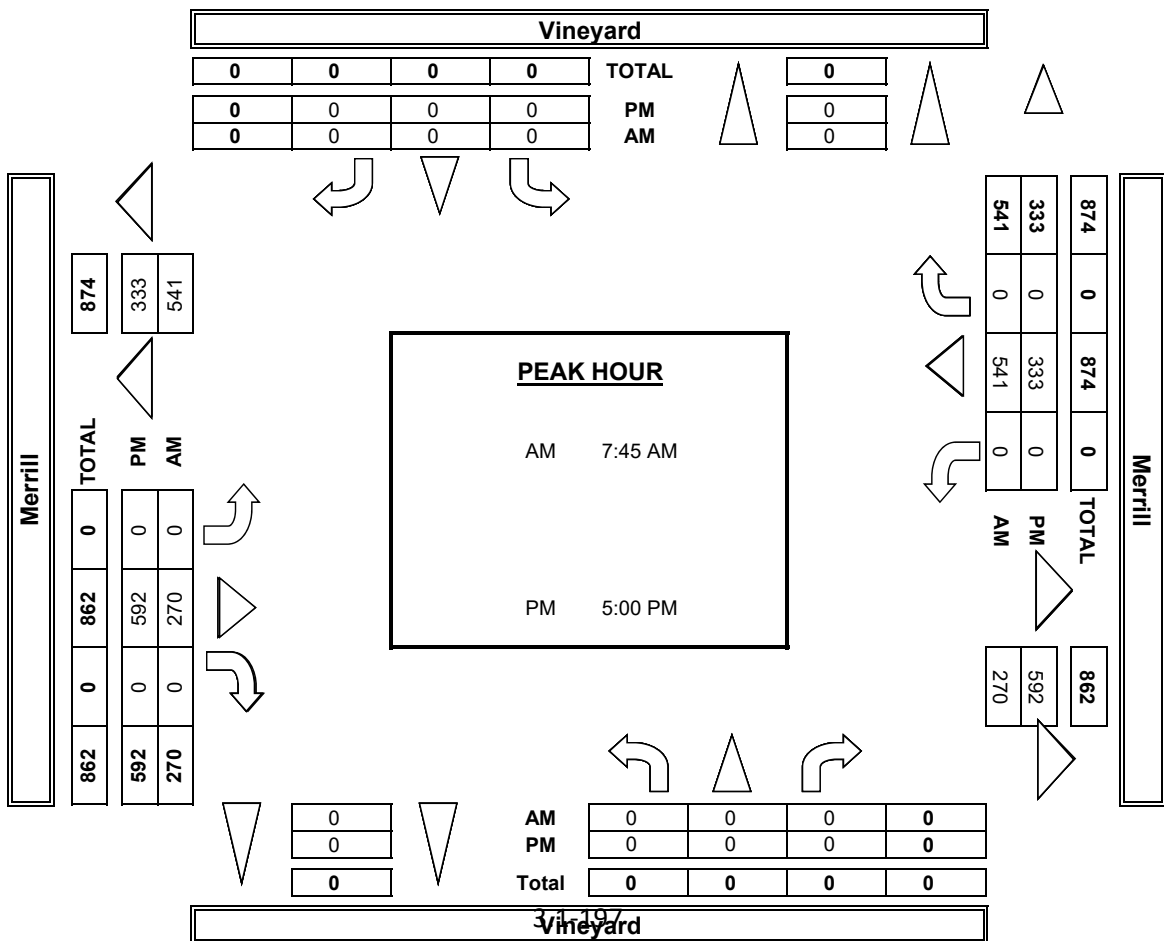 Vineyard
0 0 0 0 TOTAL 0
0 0 0 0 PM 0
0 0 0 0 AM 0
Merrill
874 333 541
TOTAL PM AM
0 0 0
862 592 270
0 0 0
862 592 270
PEAK HOUR
AM 7:45 AM
PM 5:00 PM
541 333 874
0 0 0
541 333 874
0 0 0
AM PM TOTAL
270 592 862
Merrill
0 AM 0 0 0 0
0 PM 0 0 0 0
0 Total 0 0 0 0
Vineyard
3.1-197